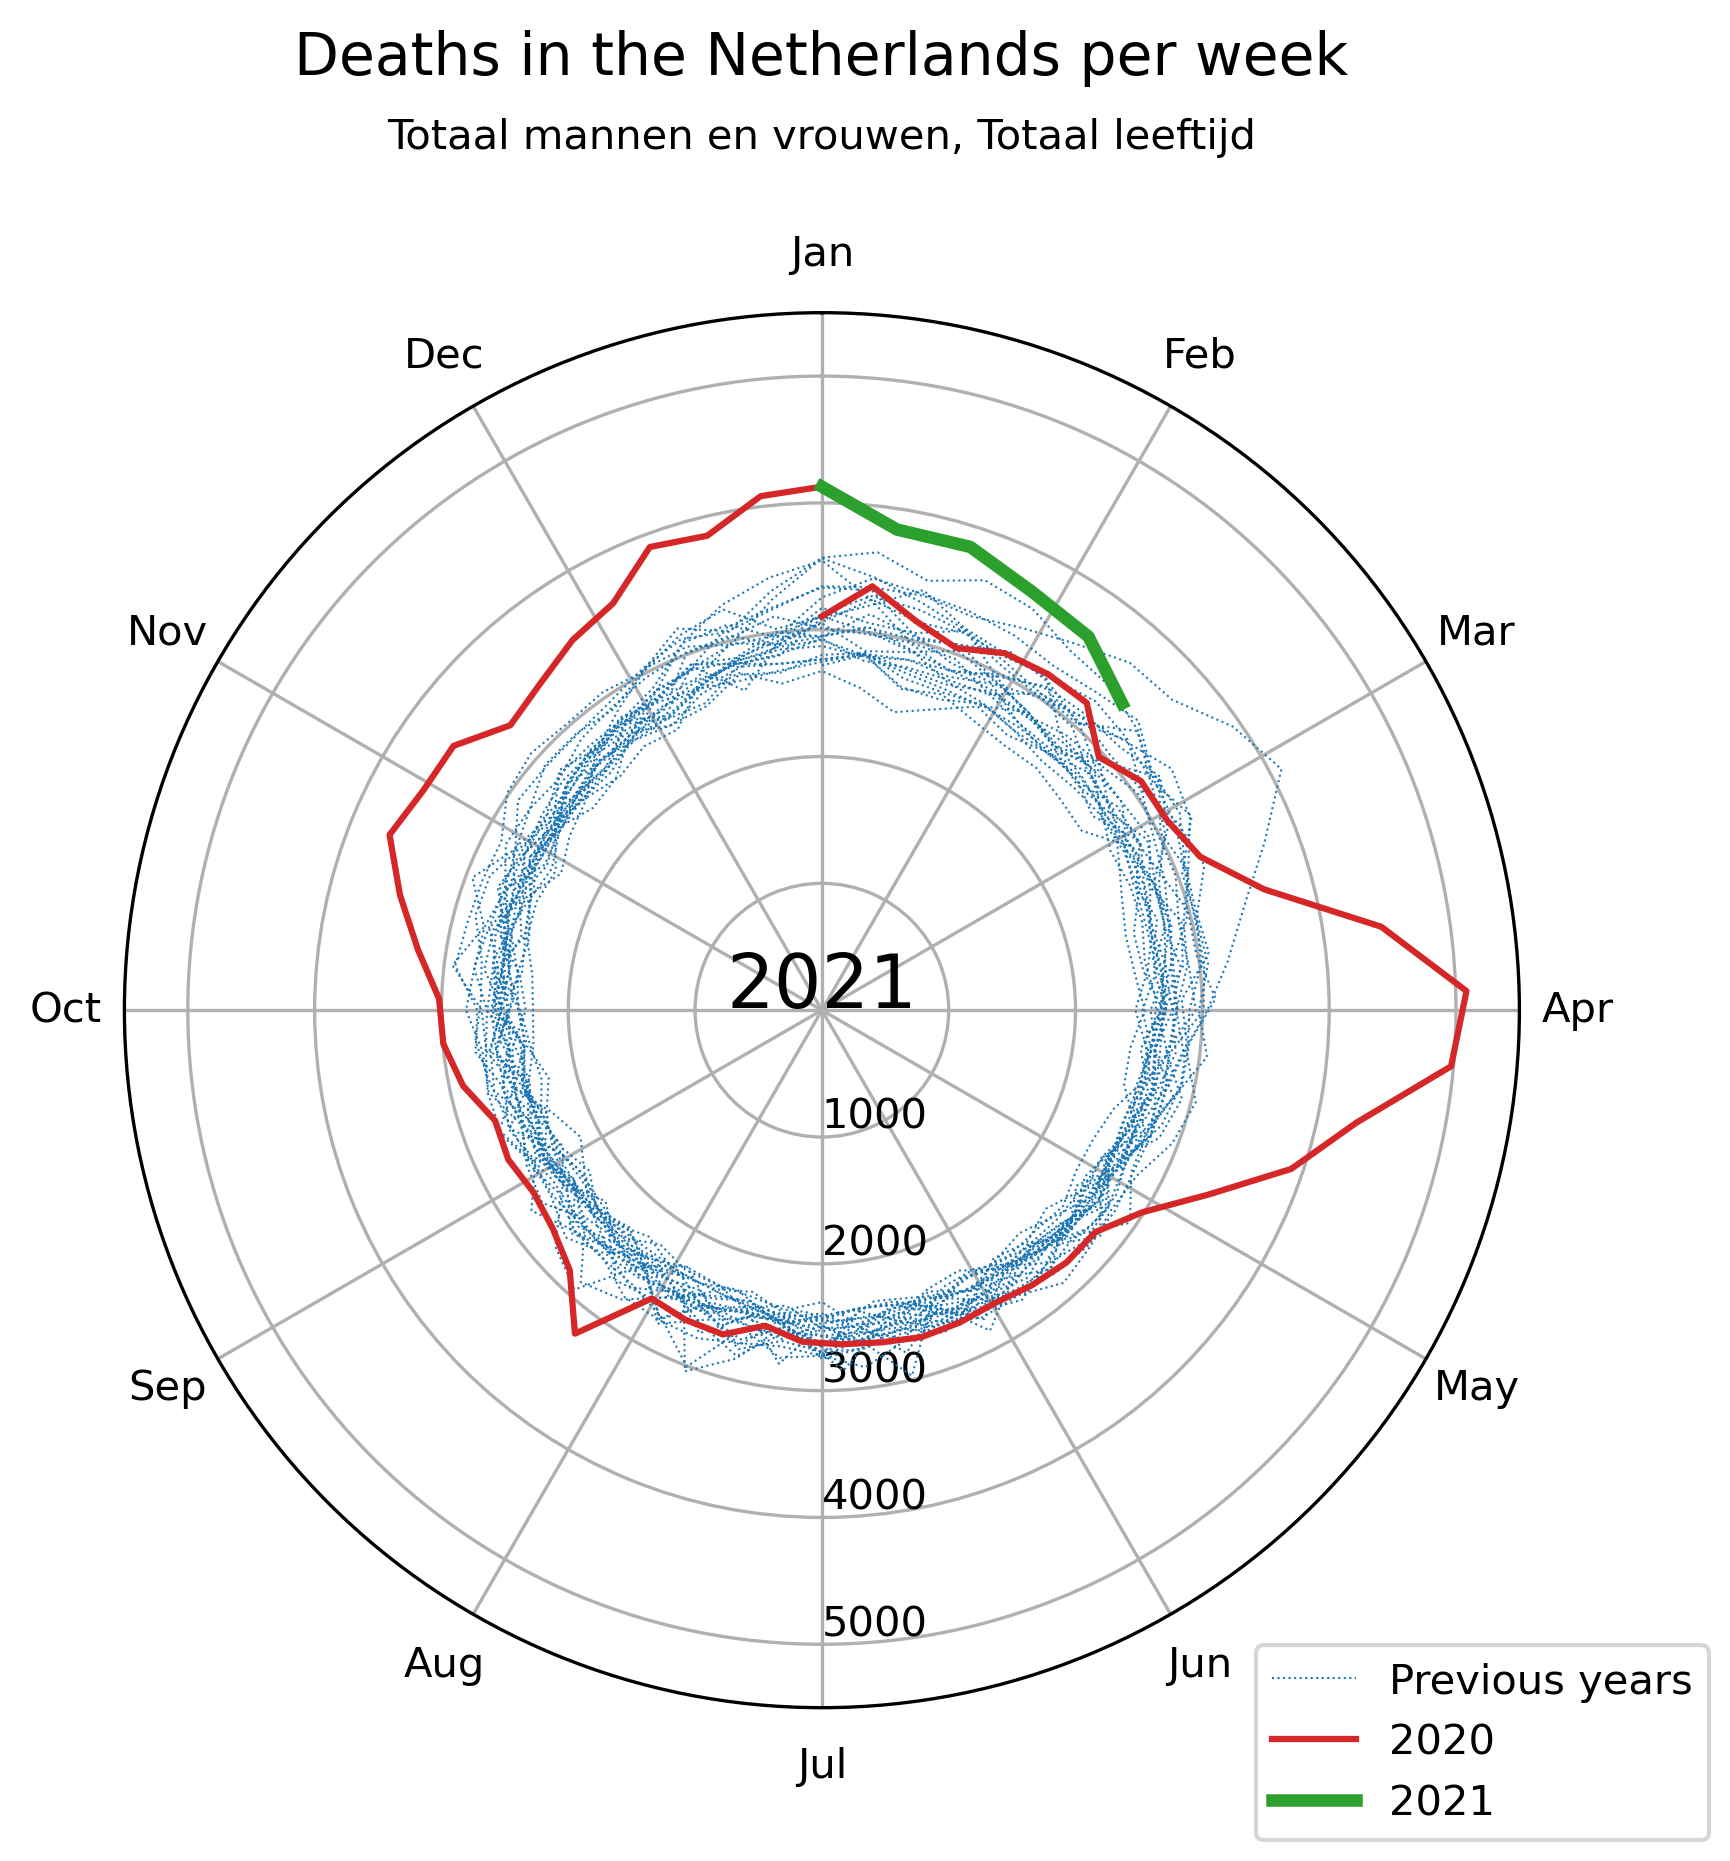 Deaths in the Netherlands per week
Totaal mannen en vrouwen, Totaal leeftijd
Jan
Dec
Feb
Nov
Mar
2021
Oct
Apr
1000
2000
3000
Sep
May
4000
5000
Aug
Jun
Jul
Previous years
2020
2021